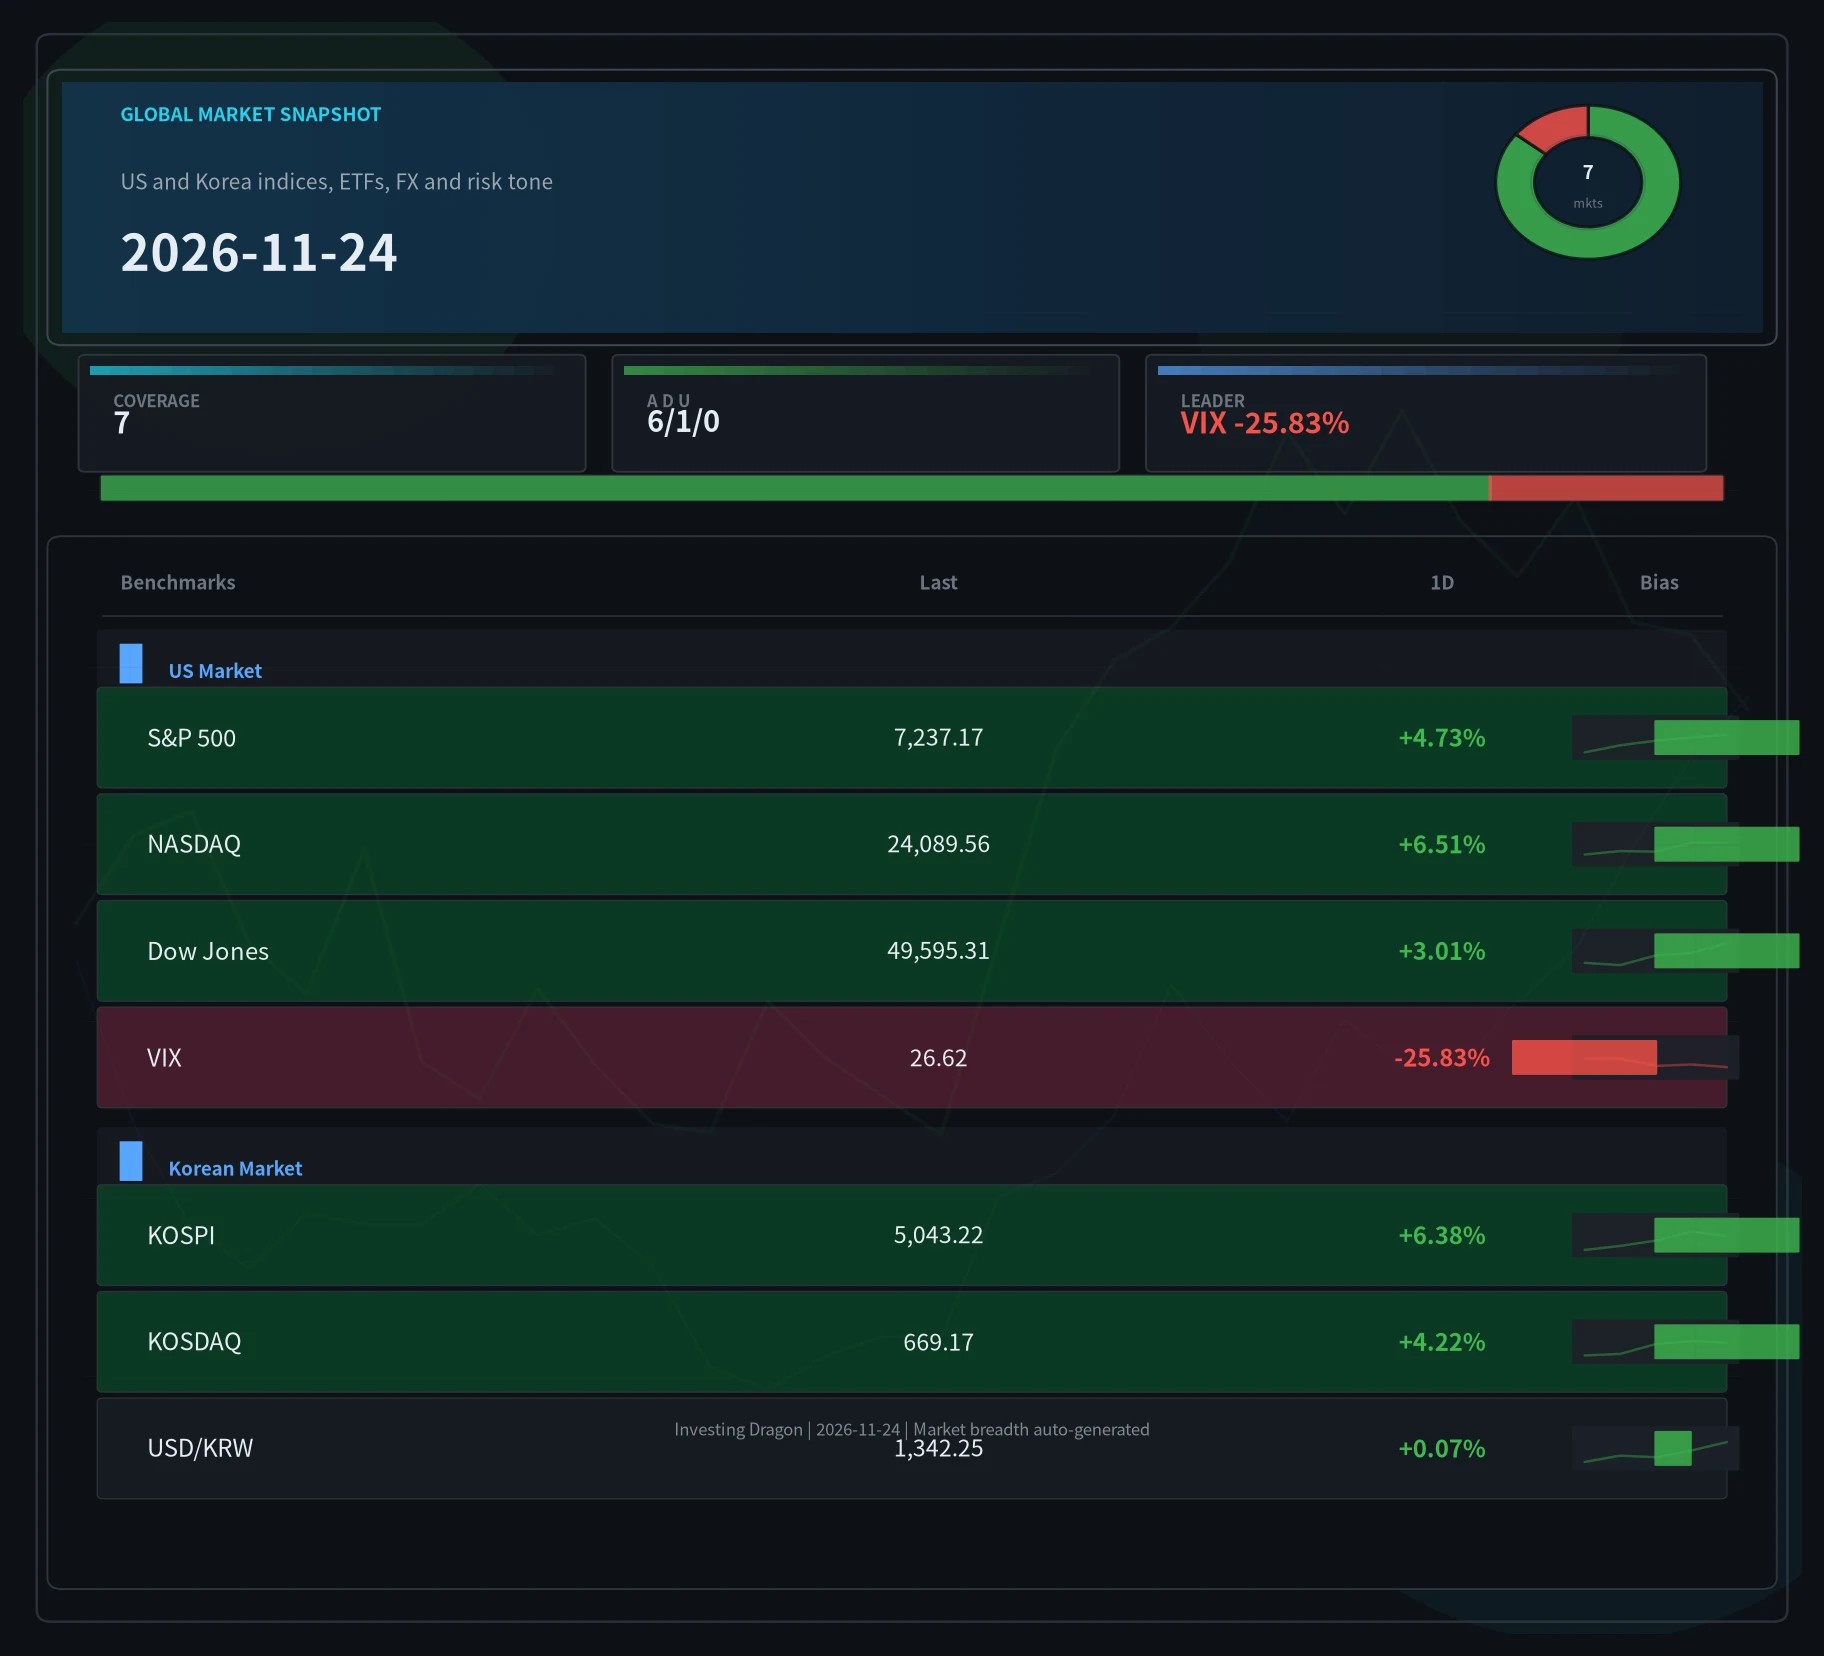 GLOBAL MARKET SNAPSHOT
US and Korea indices, ETFs, FX and risk tone
2026-11-24
7
mkts
COVERAGE
7
A D U
6/1/0
LEADER
VIX -25.83%
Benchmarks Last 1D Bias
US Market
S&P 500 7,237.17 +4.73%
NASDAQ 24,089.56 +6.51%
Dow Jones 49,595.31 +3.01%
VIX 26.62 -25.83%
Korean Market
KOSPI 5,043.22 +6.38%
KOSDAQ 669.17 +4.22%
Investing Dragon | 2026-11-24 | Market breadth auto-generated
USD/KRW 1,342.25 +0.07%